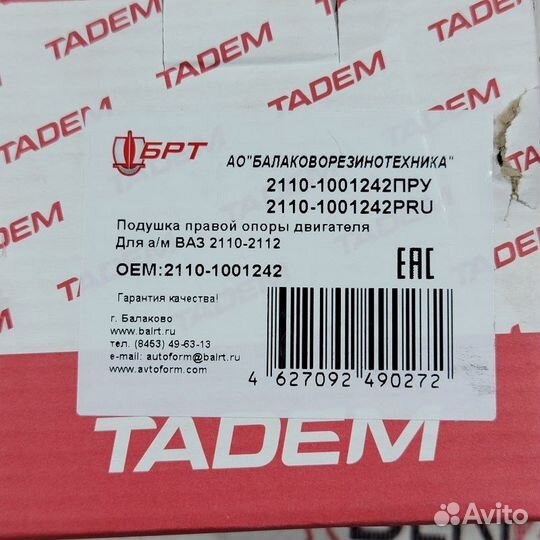 TADEM
TADEM
TADEM
TADEM
TADEM
БРТ
АО"БАЛАКОВОРЕЗИНОТЕХНИКА"
2110-1001242ПРУ
2110-1001242PRU
Подушка правой опоры двигателя
Для а/м ВАЗ 2110-2112
OEM:2110-1001242
EAC
Гарантия качества!
г. Балаково
www.balrt.ru
тел. (8453) 49-63-13
e-mail: autoform@balrt.ru
www.avtoform.com
4 627092 490272
TADEM
Avito